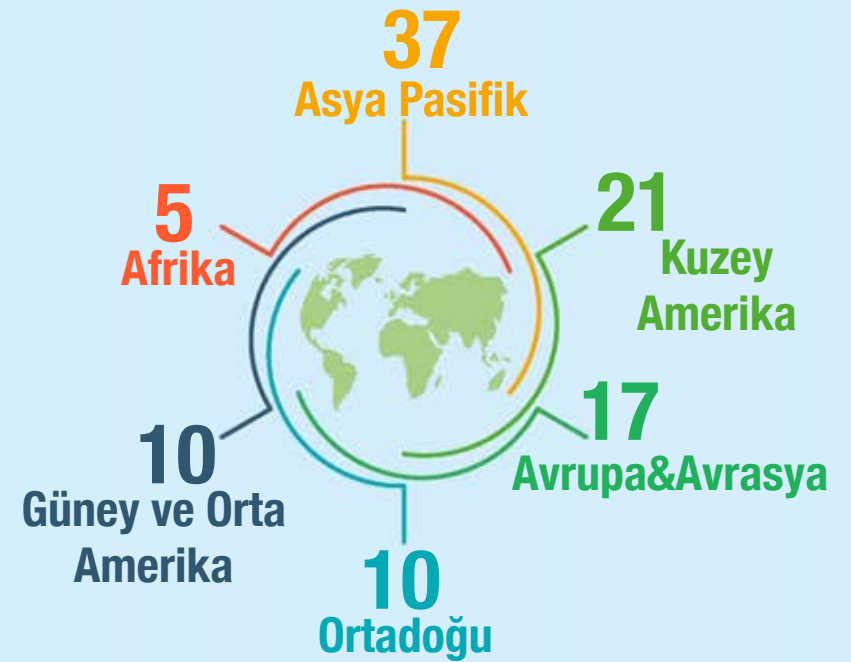 37
Asya Pasifik
5
Afrika
21
Kuzey
Amerika
10
Güney ve Orta
Amerika
17
Avrupa&Avrasya
10
Ortadoğu